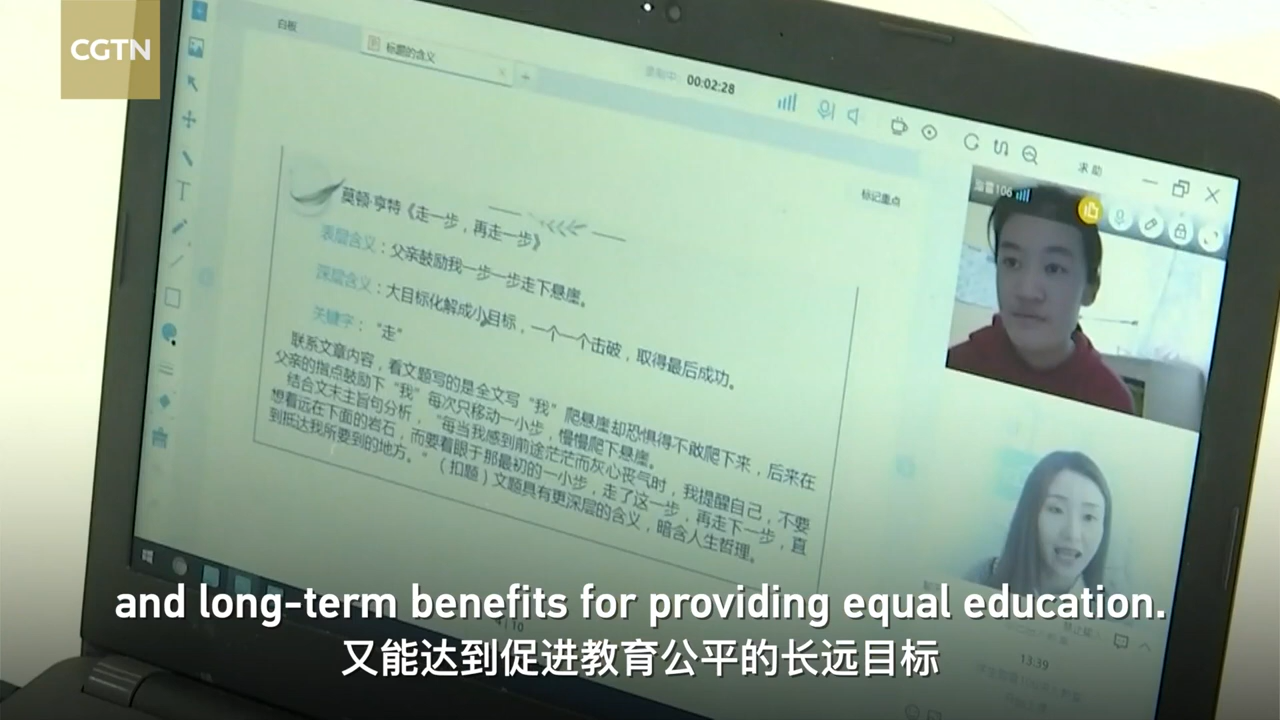 CGTN
白板
标题的含义
00:02:28
求助
标记重点
莫顿·亨特《走一步，再走一步》
表层含义：父亲鼓励我一步一步走下悬崖。
深层含义：大目标化解成小目标，一个一个击破，取得最后成功。
关键字：“走”
联系文章内容，看文题写的是全文写“我”爬悬崖却恐惧得不敢爬下来，后来在
父亲的指点鼓励下“我”每次只移动一小步，慢慢爬下悬崖。
结合文末主旨句分析，“每当我感到前途茫茫而灰心丧气时，我提醒自己，不要
想着远在下面的岩石，而要着眼于那最初的一小步，走了这一步，再走下一步，直
到抵达我所要到的地方。”（扣题）文题具有更深层的含义，暗含人生哲理。
and long-term benefits for providing equal education.
又能达到促进教育公平的长远目标
13:39